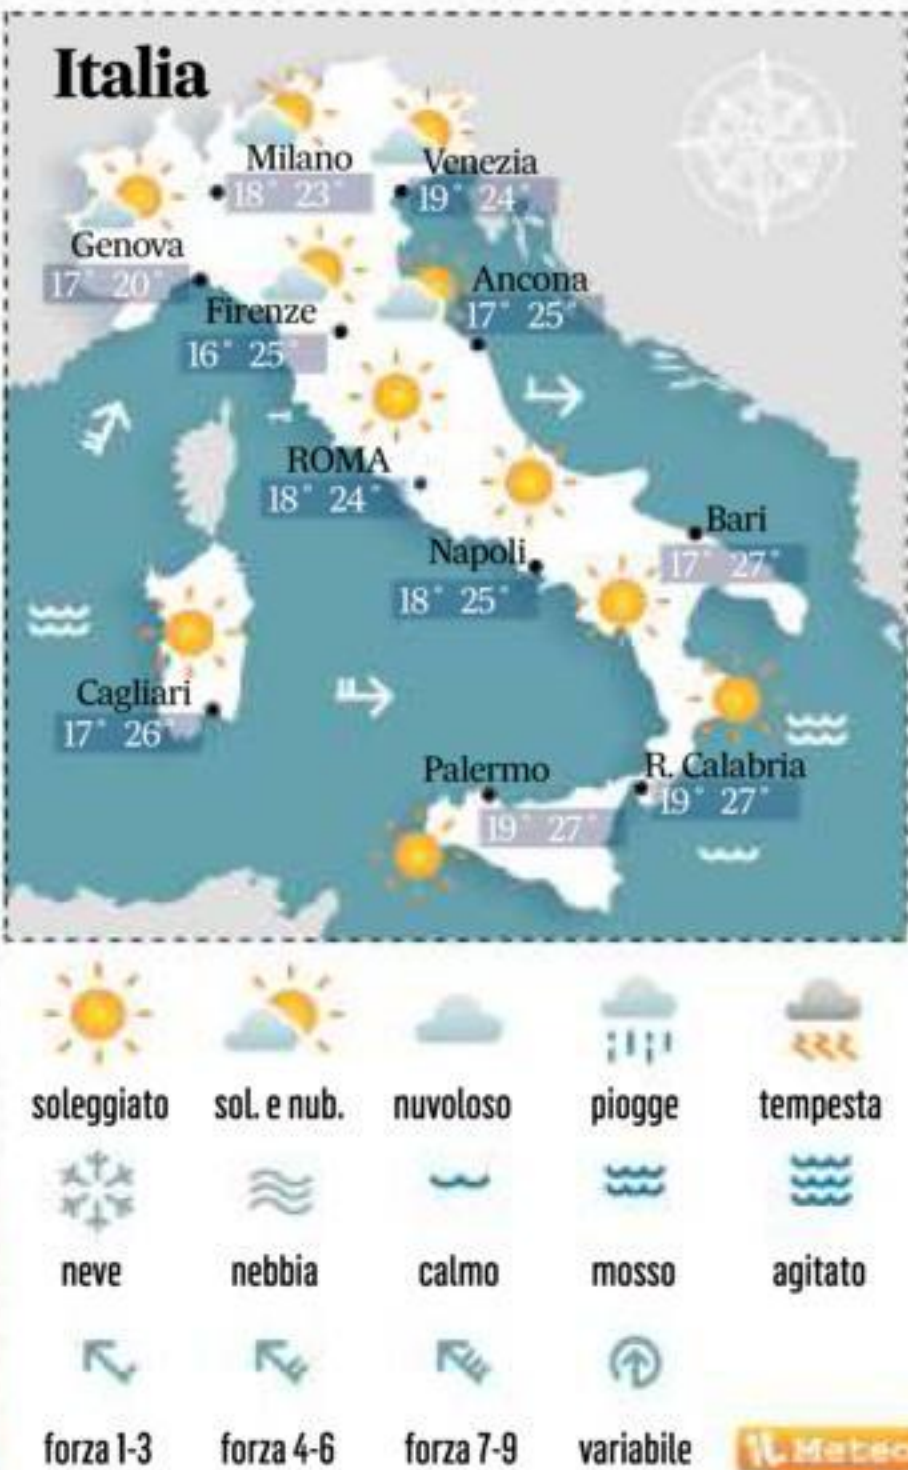 Italia
Milano
18° 23°
Venezia
19° 24°
Genova
17° 20°
Ancona
17° 25°
Firenze
16° 25°
ROMA
18° 24°
Bari
17° 27°
Napoli
18° 25°
Cagliari
17° 26°
Palermo
19° 27°
R. Calabria
19° 27°
soleggiato sol. e nub. nuvoloso piogge tempesta
neve nebbia calmo mosso agitato
forza 1-3 forza 4-6 forza 7-9 variabile
iL Meteo